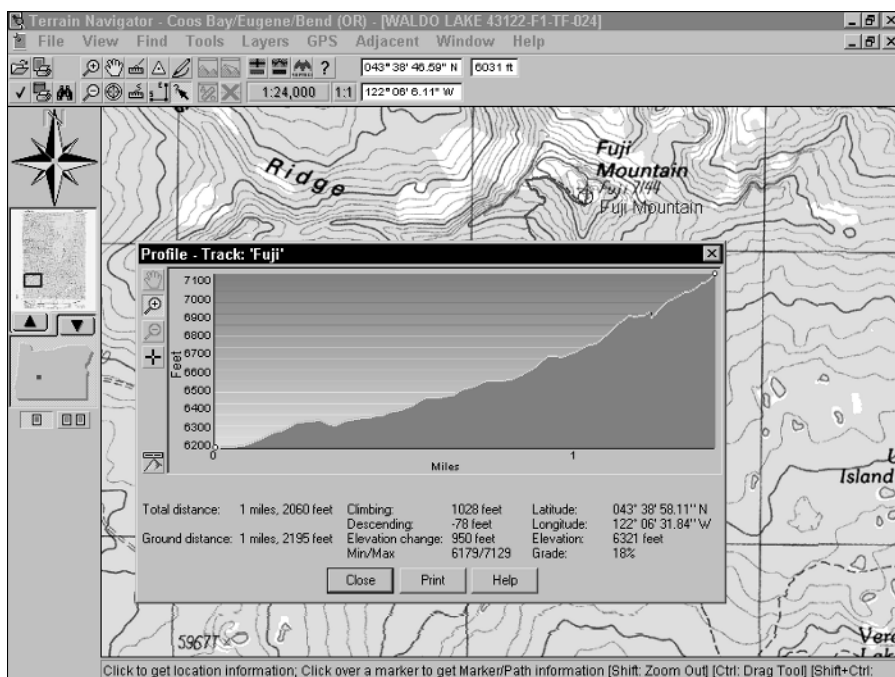 Terrain Navigator - Coos Bay/Eugene/Bend (OR) - [WALDO LAKE 43122-F1-TF-024]
File View Find Tools Layers GPS Adjacent Window Help
043° 38' 46.59" N 6031 ft
1:24,000 1:1 122° 06' 6.11" W
N
Ridge
Fuji
Mountain
Fuji 7144
Fuji Mountain
Profile - Track: 'Fuji'
7100
7000
6900
6800
6700
6600
6500
6400
6300
6200
Feet
0 1
Miles
Total distance: 1 miles, 2060 feet Climbing: 1028 feet Latitude: 043° 38' 58.11" N
Descending: -78 feet Longitude: 122° 06' 31.84" W
Ground distance: 1 miles, 2195 feet Elevation change: 950 feet Elevation: 6321 feet
Min/Max 6179/7129 Grade: 18%
Close Print Help
Island
5967
Lake
Click to get location information; Click over a marker to get Marker/Path information [Shift: Zoom Out] [Ctrl: Drag Tool] [Shift+Ctrl: